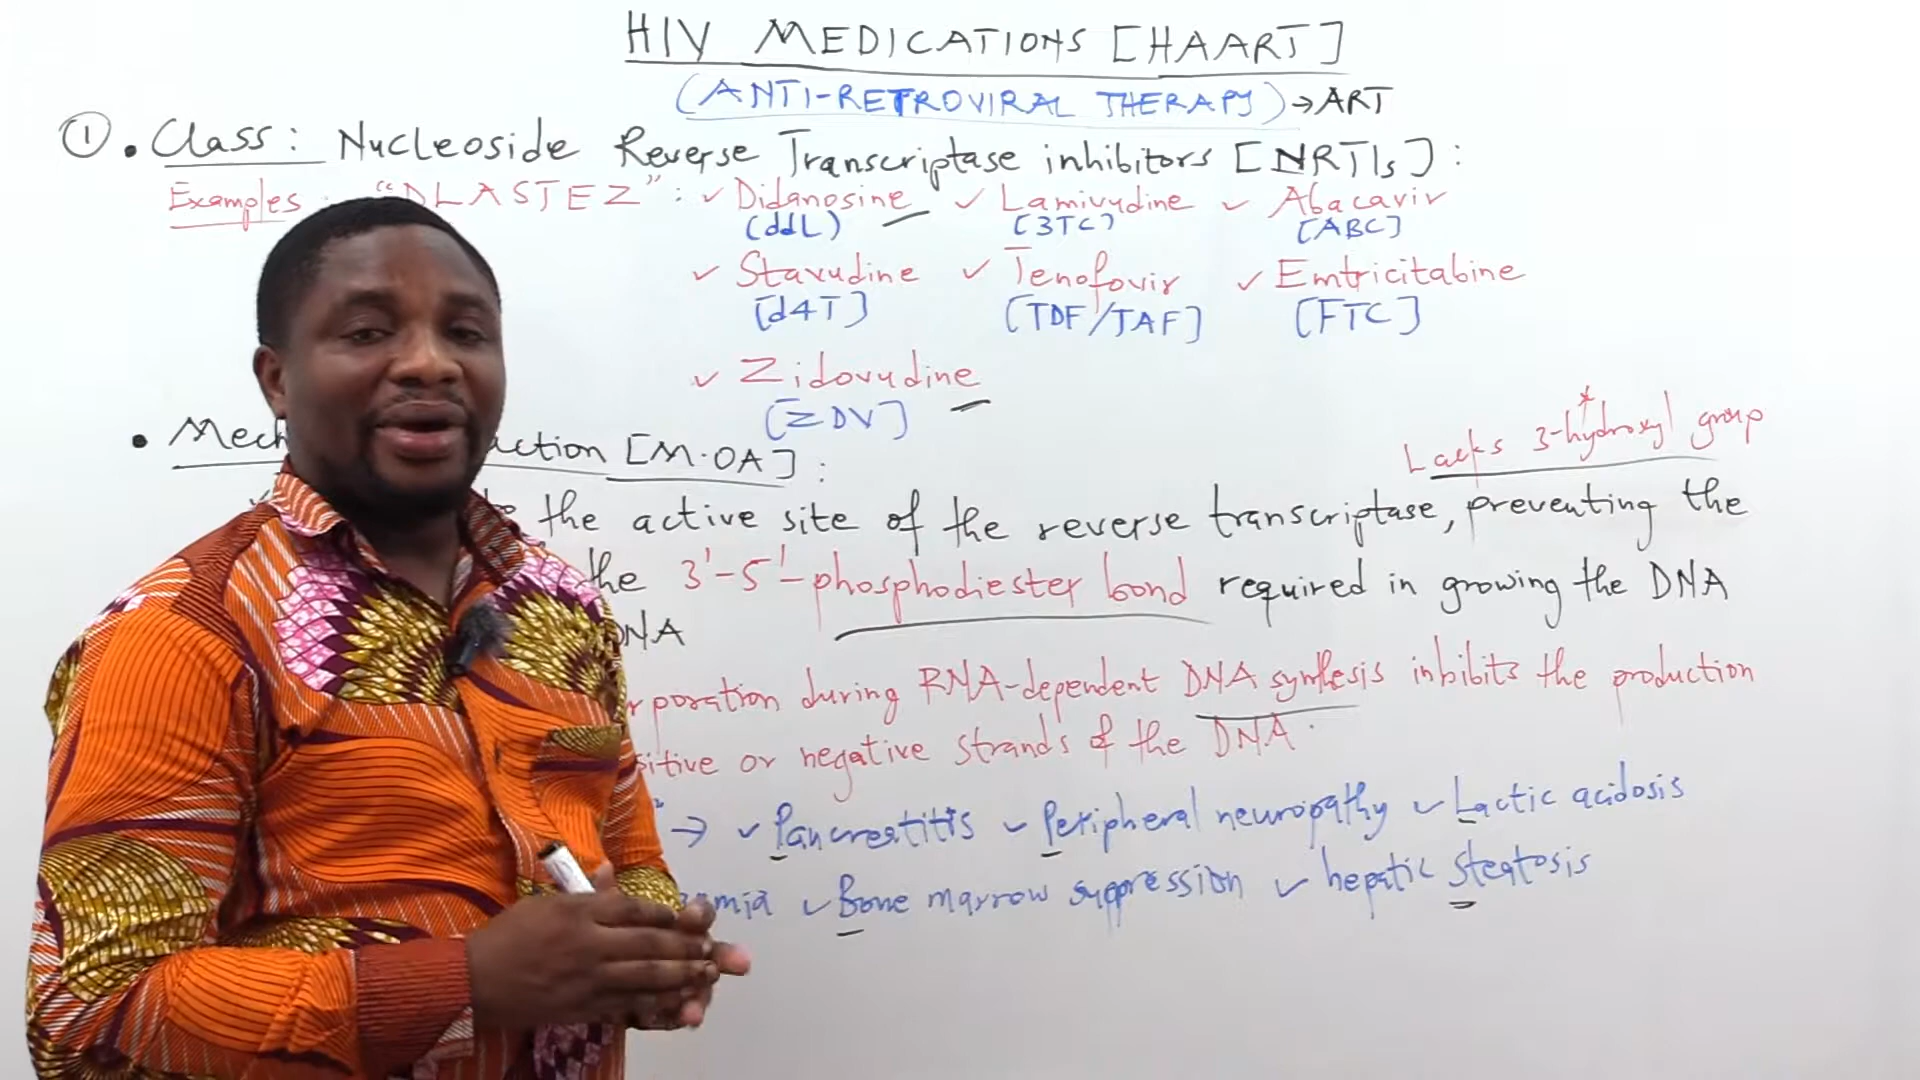 HIV MEDICATIONS [HAART]
(ANTI-RETROVIRAL THERAPY) → ART
① • Class: Nucleoside Reverse Transcriptase inhibitors [NRTIs]:
Examples: "DLASTEZ": ✓ Didanosine ✓ Lamivudine ✓ Abacavir
(ddL) [3TC] [ABC]
✓ Stavudine ✓ Tenofovir ✓ Emtricitabine
[d4T] [TDF/TAF] [FTC]
✓ Zidovudine
[ZDV]
Lacks 3-hydroxyl group
• Mech ction [M.OA]:
the active site of the reverse transcriptase, preventing the
the 3'-5'-phosphodiester bond required in growing the DNA
DNA
rporation during RNA-dependent DNA synthesis inhibits the production
sitive or negative strands of the DNA.
→ ✓ Pancreatitis ✓ Peripheral neuropathy ✓ Lactic acidosis
emia ✓ Bone marrow suppression ✓ hepatic steatosis